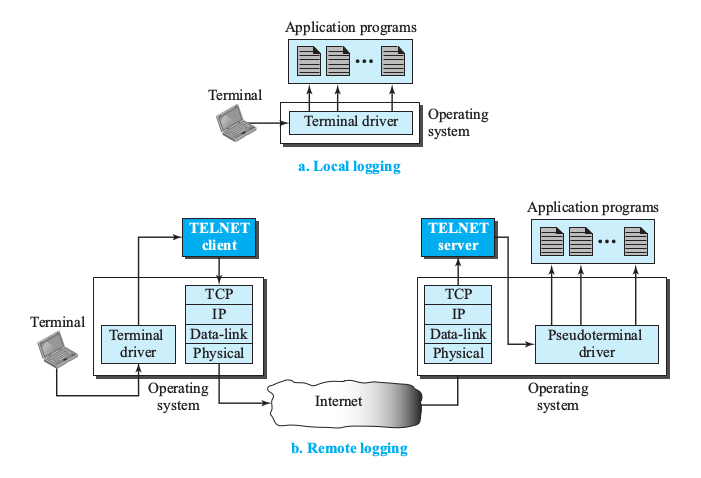 Application programs
...
Terminal
Terminal driver
Operating
system
a. Local logging
Application programs
TELNET
client
TELNET
server
...
TCP
IP
Data-link
Physical
Terminal
Terminal
driver
TCP
IP
Data-link
Physical
Pseudoterminal
driver
Operating
system
Internet
Operating
system
b. Remote logging